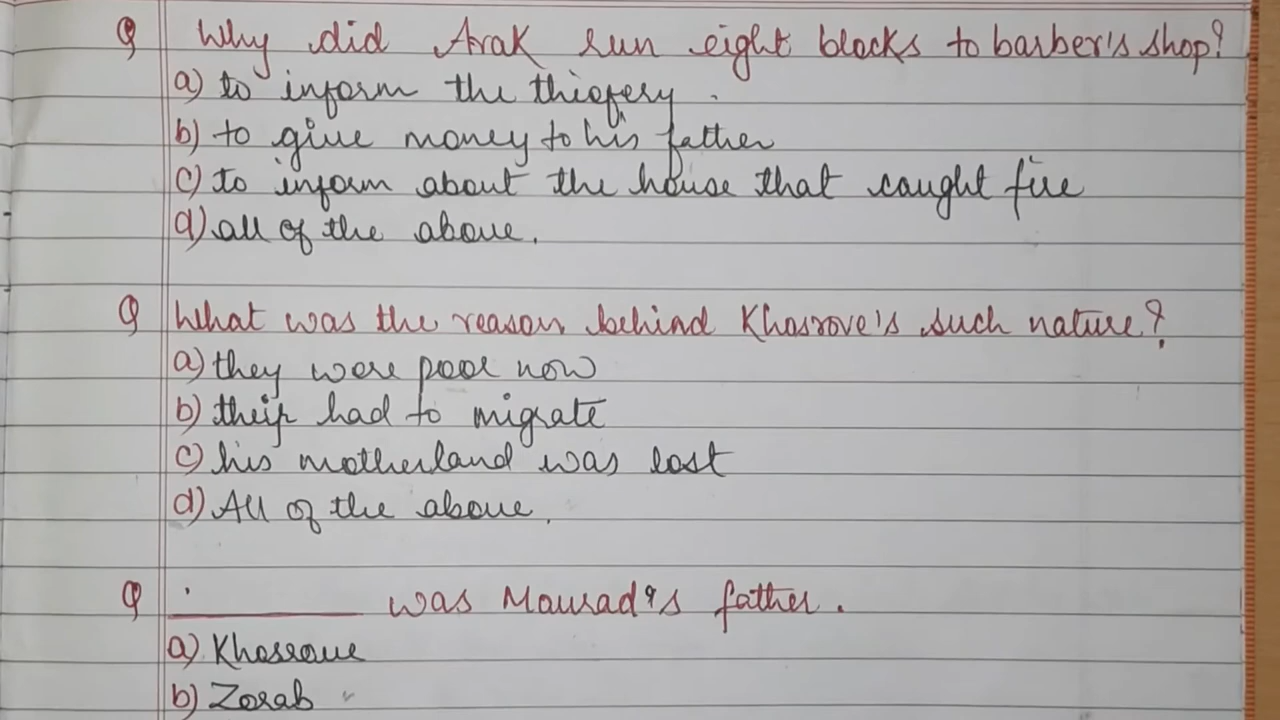 Q Why did Arak run eight blocks to barber's shop?
a) to inform the thiefery.
b) to give money to his father
c) to inform about the house that caught fire
d) all of the above.
Q What was the reason behind Khosrove's such nature?
a) they were poor now
b) their had to migrate
c) his motherland was lost
d) All of the above.
Q ________ was Mourad's father.
a) Khosrove
b) Zorab